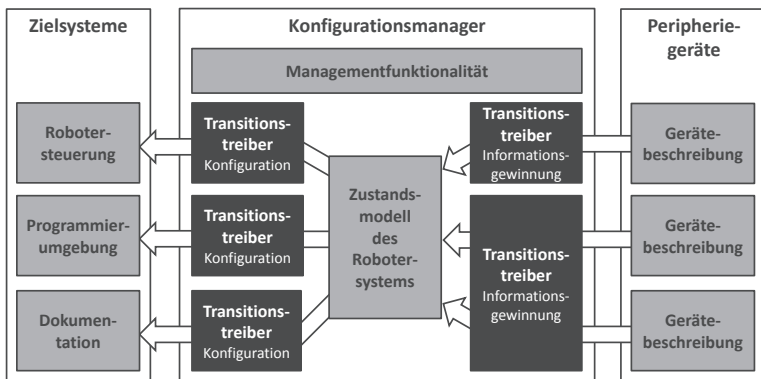 Zielsysteme
Konfigurationsmanager
Peripherie-
geräte
Managementfunktionalität
Roboter-
steuerung
Transitions-
treiber
Konfiguration
Transitions-
treiber
Informations-
gewinnung
Geräte-
beschreibung
Zustands-
modell
des
Roboter-
systems
Programmier-
umgebung
Transitions-
treiber
Konfiguration
Transitions-
treiber
Informations-
gewinnung
Geräte-
beschreibung
Dokumen-
tation
Transitions-
treiber
Konfiguration
Geräte-
beschreibung